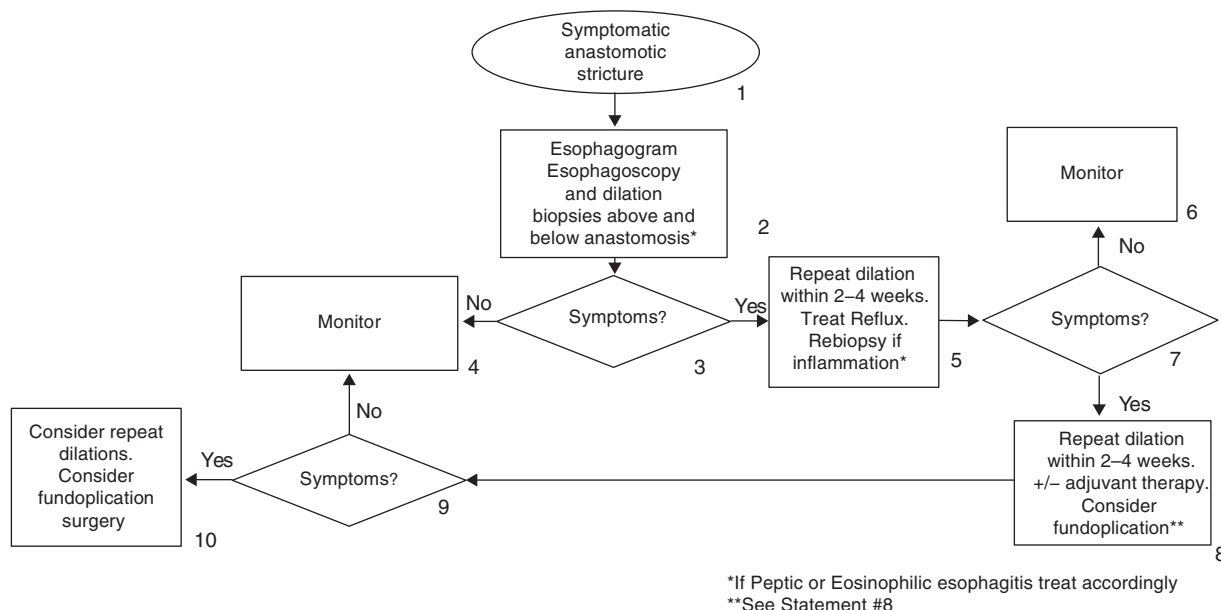 Symptomatic
anastomotic
stricture
1
Esophagogram
Esophagoscopy
and dilation
biopsies above and
below anastomosis*
2
Symptoms?
3
No
Yes
Monitor
4
Repeat dilation
within 2–4 weeks.
Treat Reflux.
Rebiopsy if
inflammation*
5
Monitor
6
No
Symptoms?
7
Yes
Repeat dilation
within 2–4 weeks.
+/− adjuvant therapy.
Consider
fundoplication**
8
No
Symptoms?
9
Yes
Consider repeat
dilations.
Consider
fundoplication
surgery
10
*If Peptic or Eosinophilic esophagitis treat accordingly
**See Statement #8